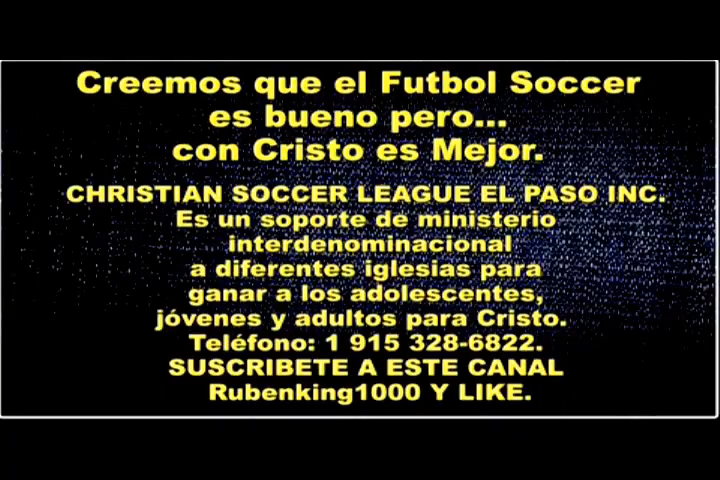 Creemos que el Futbol Soccer
es bueno pero...
con Cristo es Mejor.
CHRISTIAN SOCCER LEAGUE EL PASO INC.
Es un soporte de ministerio
interdenominacional
a diferentes iglesias para
ganar a los adolescentes,
jóvenes y adultos para Cristo.
Teléfono: 1 915 328-6822.
SUSCRIBETE A ESTE CANAL
Rubenking1000 Y LIKE.